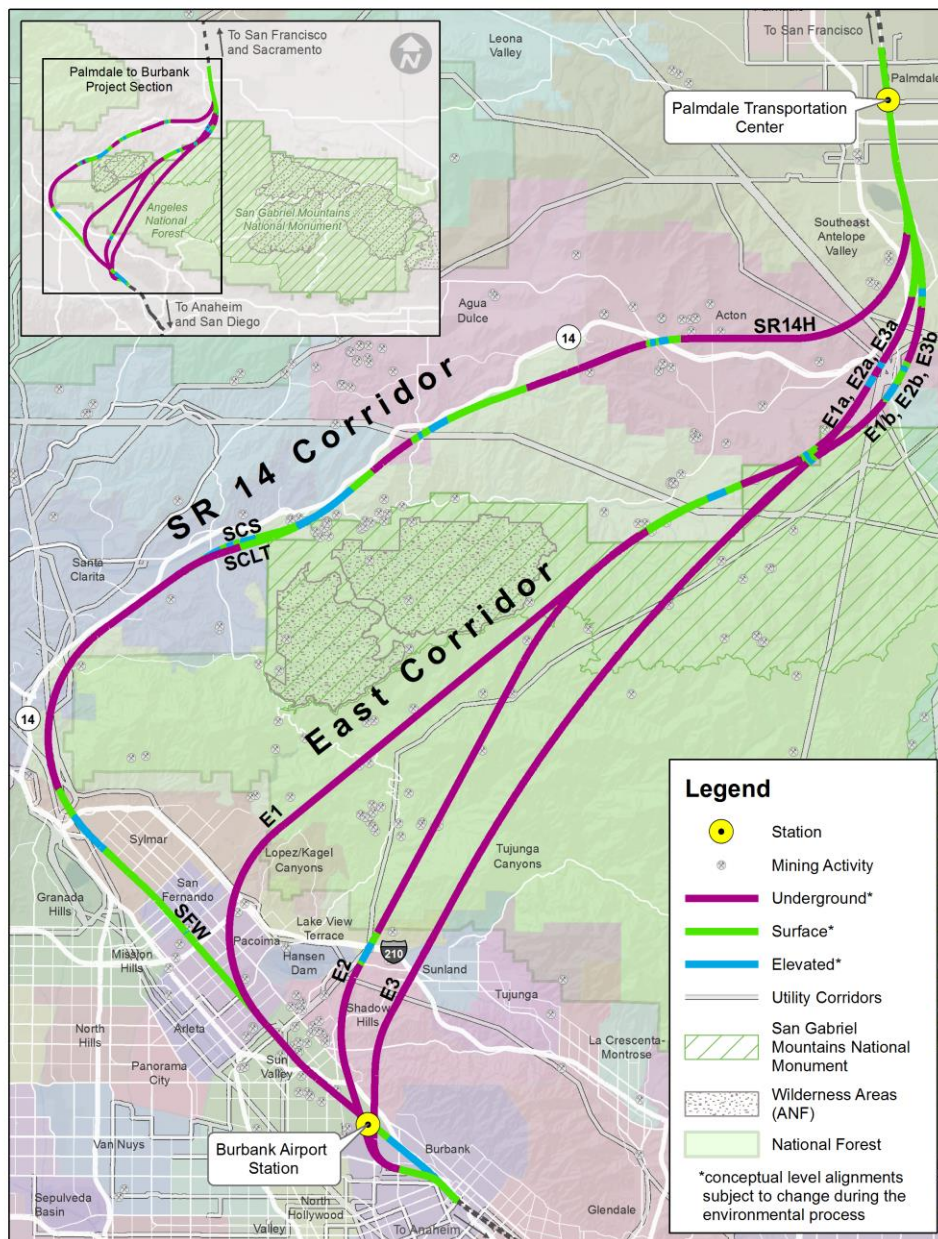 To San Francisco
and Sacramento
N
Palmdale to Burbank
Project Section
Angeles
National
Forest
San Gabriel Mountains
National Monument
To Anaheim
and San Diego
Leona
Valley
To San Francisco
Palmdale
Palmdale Transportation
Center
Southeast
Antelope
Valley
Agua
Dulce
Acton
14
SR14H
E1a, E2a, E3a
E1b, E2b, E3b
SR 14 Corridor
SCS
SCLT
Santa
Clarita
East Corridor
14
E1
Sylmar
Lopez/Kagel
Canyons
Tujunga
Canyons
Granada
Hills
San
Fernando
SFW
Pacoima
Lake View
Terrace
Hansen
Dam
210
Mission
Hills
E2
E3
Sunland
Shadow
Hills
Tujunga
Arleta
North
Hills
Panorama
City
Sun
Valley
La Crescenta-
Montrose
Van Nuys
Burbank Airport
Station
Burbank
Sepulveda
Basin
North
Hollywood
Valley
To Anaheim
Glendale
Legend
Station
Mining Activity
Underground*
Surface*
Elevated*
Utility Corridors
San Gabriel
Mountains National
Monument
Wilderness Areas
(ANF)
National Forest
*conceptual level alignments
subject to change during the
environmental process